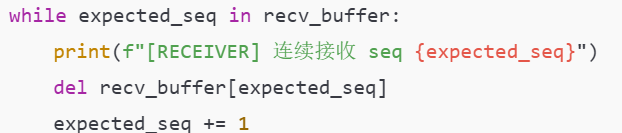 while expected_seq in recv_buffer:
    print(f"[RECEIVER] 连续接收 seq {expected_seq}")
    del recv_buffer[expected_seq]
    expected_seq += 1